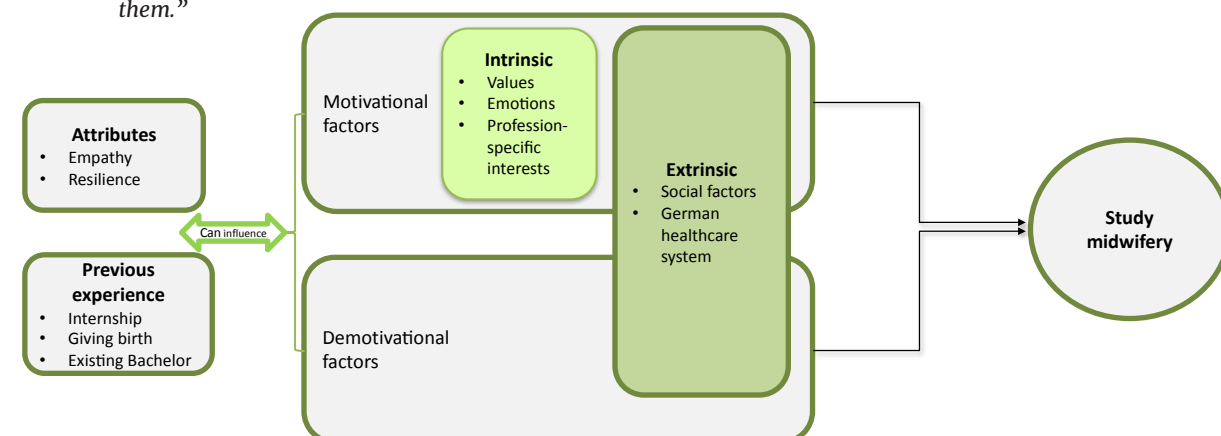 them.”
Attributes
• Empathy
• Resilience
Can influence
Previous
experience
• Internship
• Giving birth
• Existing Bachelor
Motivational
factors
Intrinsic
• Values
• Emotions
• Profession-
specific
interests
Extrinsic
• Social factors
• German
healthcare
system
Demotivational
factors
Study
midwifery